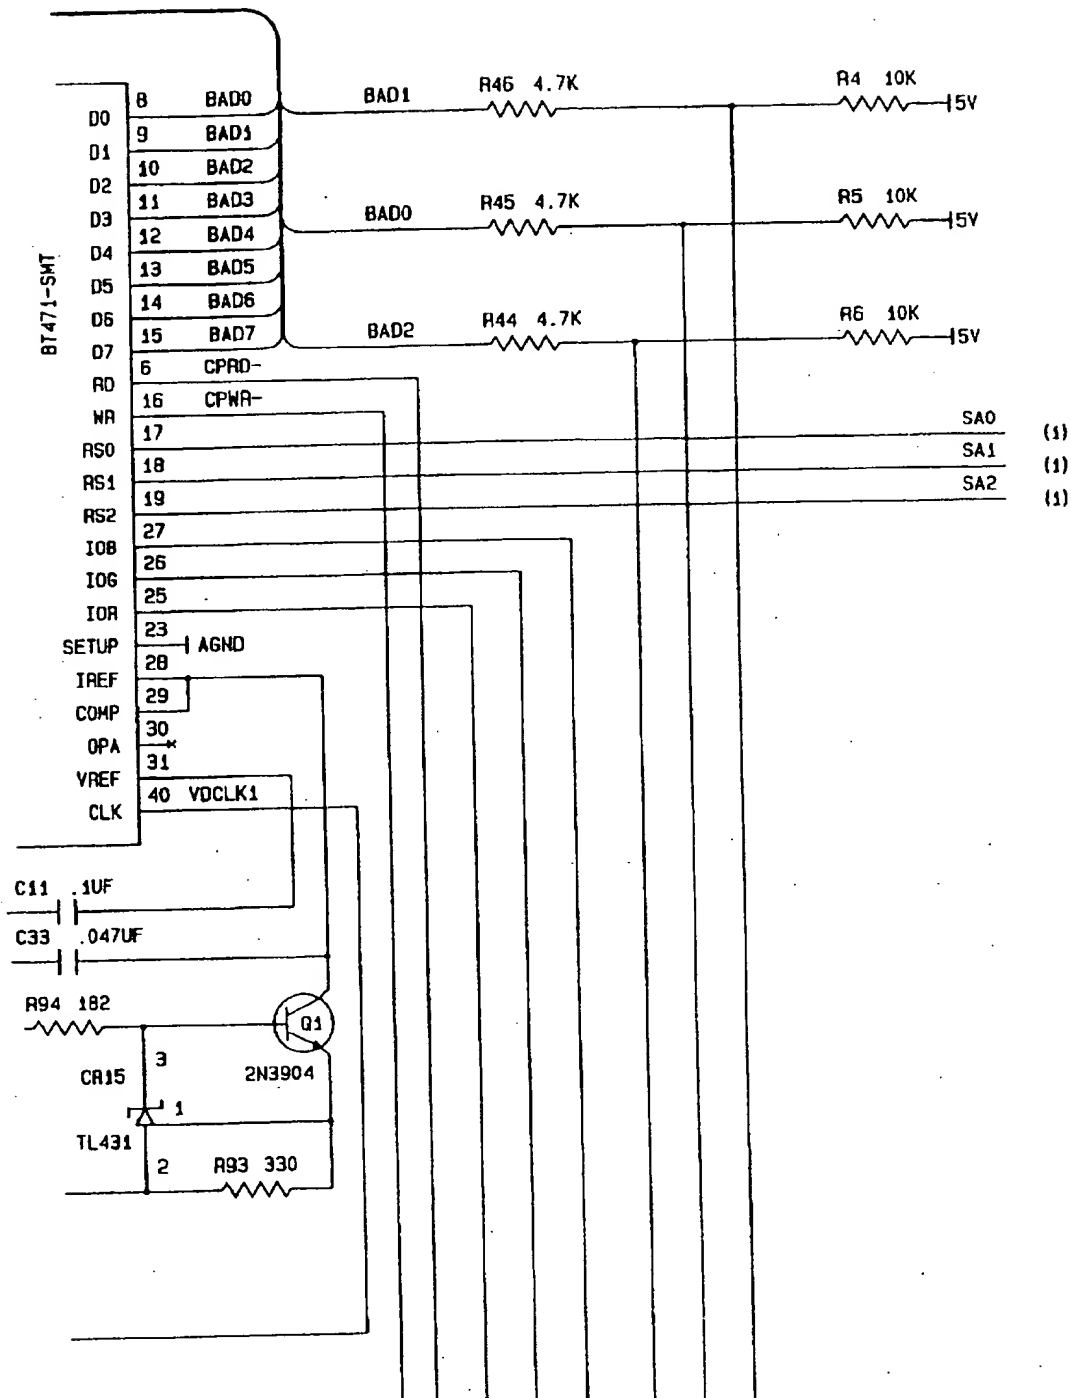 R46 4.7K
R4 10K
8 BAD0
BAD1
5V
D0
9 BAD1
D1
10 BAD2
D2
11 BAD3
R45 4.7K
R5 10K
D3
BAD0
5V
12 BAD4
D4
13 BAD5
D5
14 BAD6
R44 4.7K
R6 10K
D6
BAD2
5V
15 BAD7
D7
BT471-SMT
6 CPRD-
RD
16 CPWR-
WR
17
SA0 (1)
RS0
18
SA1 (1)
RS1
19
SA2 (1)
RS2
27
IOB
26
IOG
25
IOR
23
SETUP
AGND
28
IREF
29
COMP
30
OPA
31
VREF
40 VDCLK1
CLK
C11 .1UF
C33 .047UF
R94 182
Q1
3
CR15
2N3904
1
TL431
2
R93 330